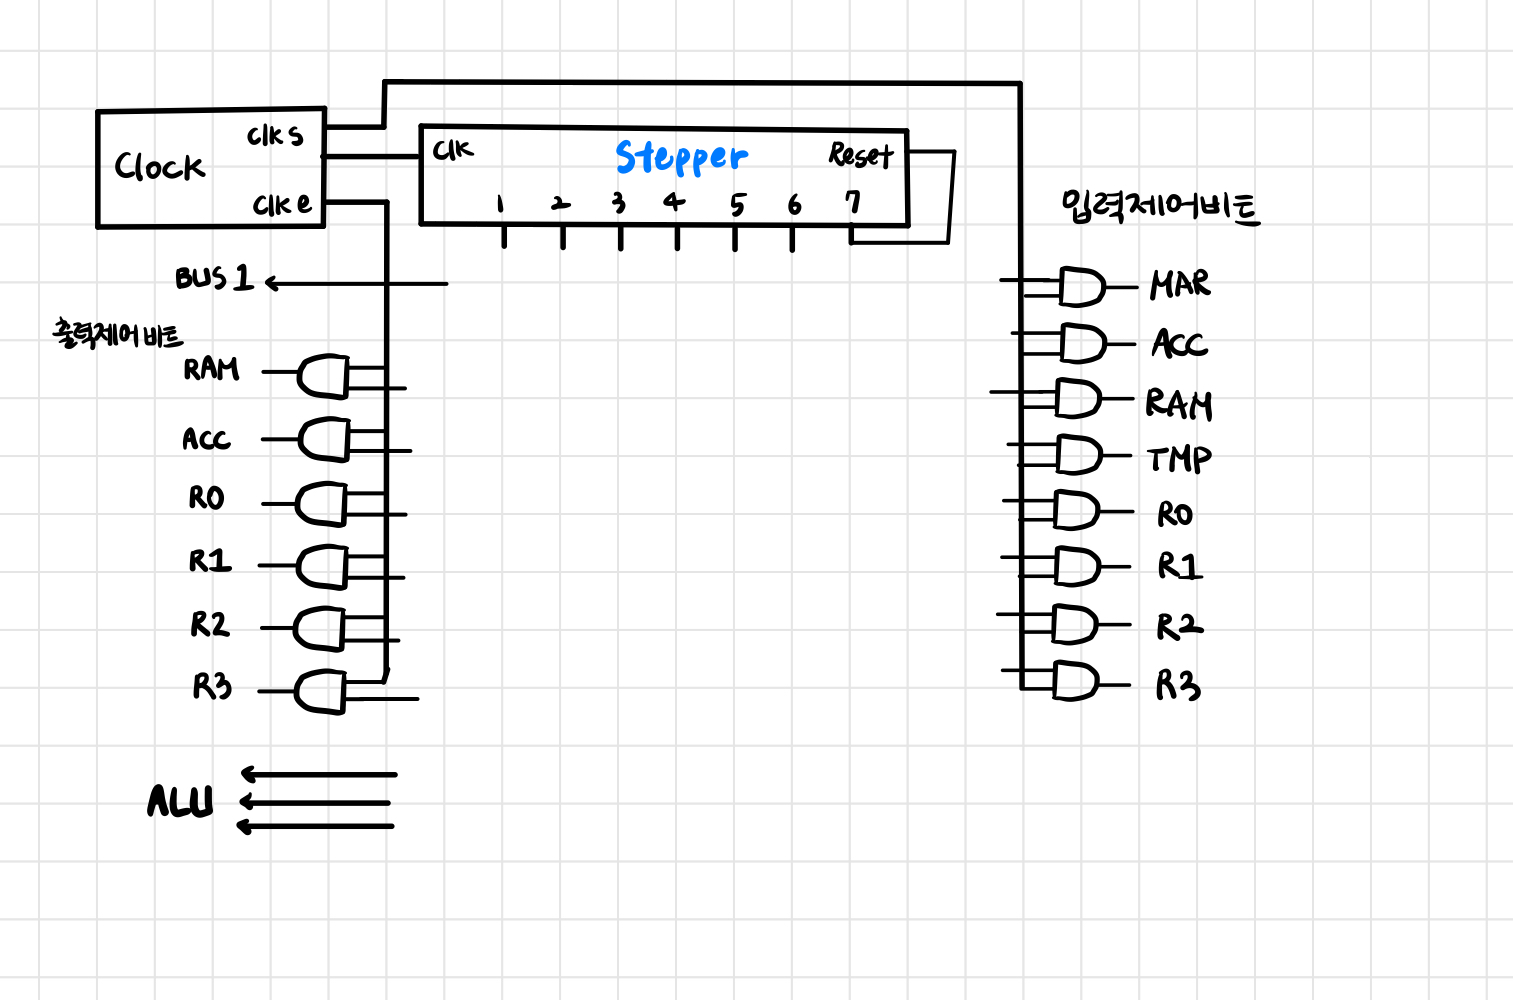 Clock
clk s
clk e
Clk
Stepper
Reset
1 2 3 4 5 6 7
BUS 1
출력제어비트
RAM
ACC
R0
R1
R2
R3
ALU
입력제어비트
MAR
ACC
RAM
TMP
R0
R1
R2
R3